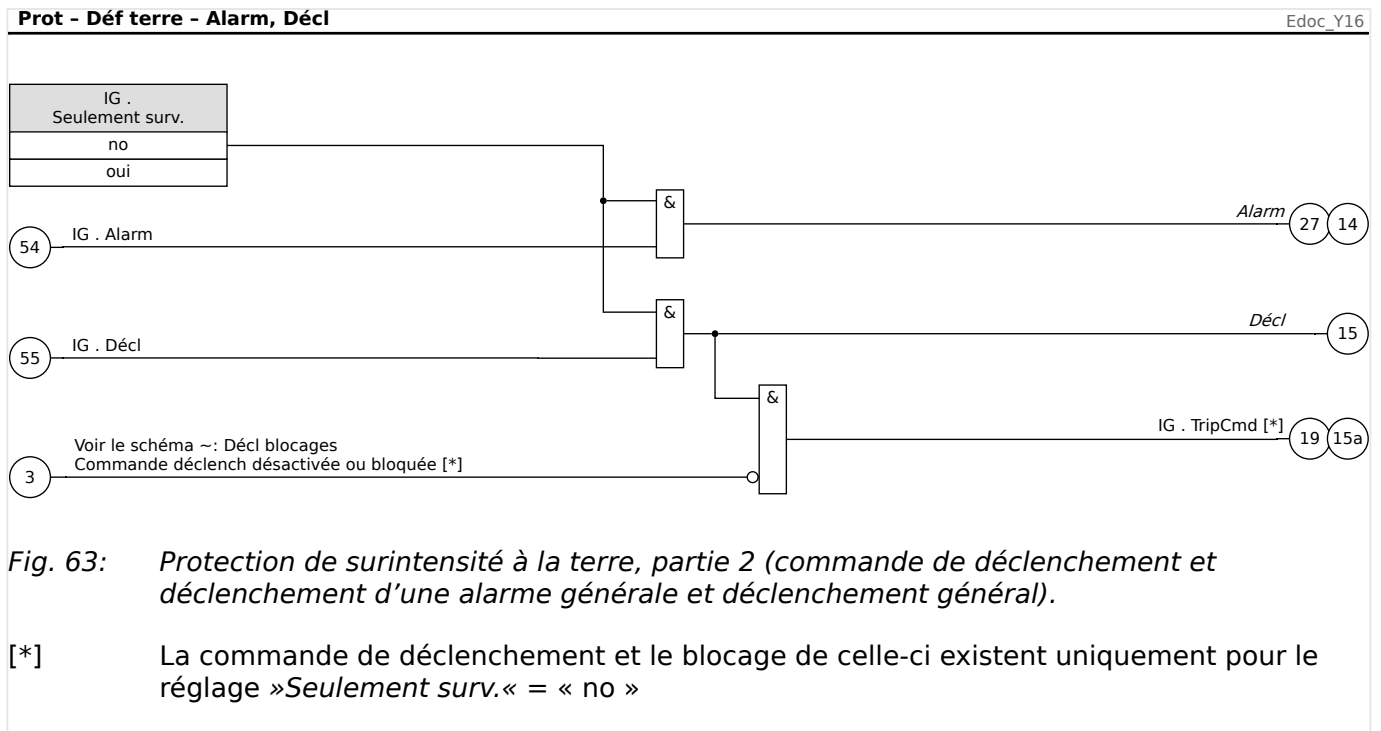 Prot – Déf terre – Alarm, Décl
Edoc_Y16
IG .
Seulement surv.
no
oui
&
Alarm
27
14
54
IG . Alarm
&
Décl
15
55
IG . Décl
&
IG . TripCmd [*]
19
15a
Voir le schéma ~: Décl blocages
Commande déclench désactivée ou bloquée [*]
3
Fig. 63: Protection de surintensité à la terre, partie 2 (commande de déclenchement et
déclenchement d’une alarme générale et déclenchement général).
[*] La commande de déclenchement et le blocage de celle-ci existent uniquement pour le
réglage »Seulement surv.« = « no »